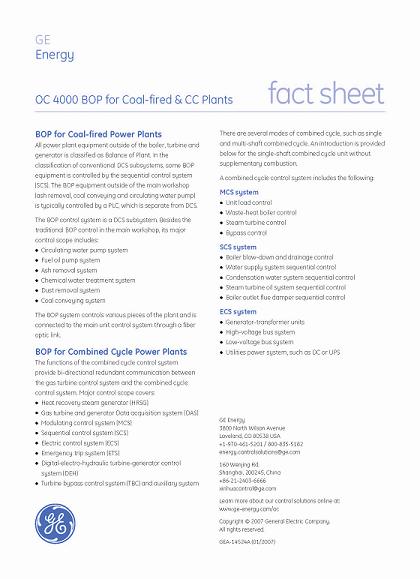 GE
Energy
OC 4000 BOP for Coal-fired & CC Plants
fact sheet
BOP for Coal-fired Power Plants
All power plant equipment outside of the boiler, turbine and
generator is classified as Balance of Plant. In the
classification of conventional DCS subsystems, some BOP
equipment is controlled by the sequential control system
(SCS). The BOP equipment outside of the main workshop
(ash removal, coal conveying and circulating water pump)
is typically controlled by a PLC, which is separate from DCS.
The BOP control system is a DCS subsystem. Besides the
traditional BOP control in the main workshop, its major
control scope includes:
• Circulating water pump system
• Fuel oil pump system
• Ash removal system
• Chemical water treatment system
• Dust removal system
• Coal conveying system
The BOP system controls various pieces of the plant and is
connected to the main unit control system through a fiber
optic link.
BOP for Combined Cycle Power Plants
The functions of the combined cycle control system
provide bi-directional redundant communication between
the gas turbine control system and the combined cycle
control system. Major control scope covers:
• Heat recovery steam generator (HRSG)
• Gas turbine and generator Data acquisition system (DAS)
• Modulating control system (MCS)
• Sequential control system (SCS)
• Electric control system (ECS)
• Emergency trip system (ETS)
• Digital-electro-hydraulic turbine-generator control
system (DEH)
• Turbine bypass control system (TBC) and auxiliary system
There are several modes of combined cycle, such as single
and multi-shaft combined cycle. An introduction is provided
below for the single-shaft combined cycle unit without
supplementary combustion.
A combined cycle control system includes the following:
MCS system
• Unit load control
• Waste-heat boiler control
• Steam turbine control
• Bypass control
SCS system
• Boiler blow-down and drainage control
• Water supply system sequential control
• Condensation water system sequential control
• Steam turbine oil system sequential control
• Boiler outlet flue damper sequential control
ECS system
• Generator-transformer units
• High-voltage bus system
• Low-voltage bus system
• Utilities power system, such as DC or UPS
GE Energy
3800 North Wilson Avenue
Loveland, CO 80538 USA
+1-970-461-5201 / 800-835-5182
energy.controlsolutions@ge.com
160 Wenjing Rd.
Shanghai, 200245, China
+86-21-2403-6666
xinhuacontrol@ge.com
Learn more about our control solutions online at:
www.ge-energy.com/oc
Copyright © 2007 General Electric Company.
All rights reserved.
GEA-14524A (01/2007)
GE